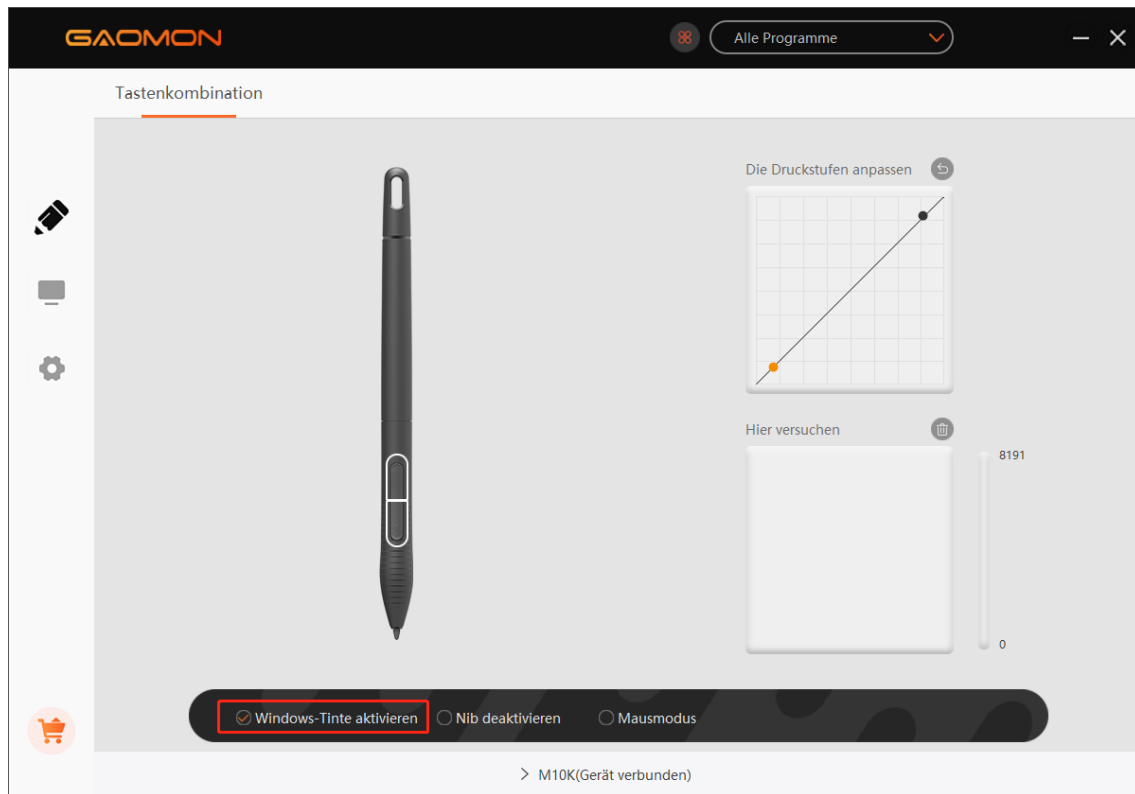 GAOMON
Alle Programme
Tastenkombination
Die Druckstufen anpassen
Hier versuchen
8191
0
Windows-Tinte aktivieren
Nib deaktivieren
Mausmodus
M10K(Gerät verbunden)